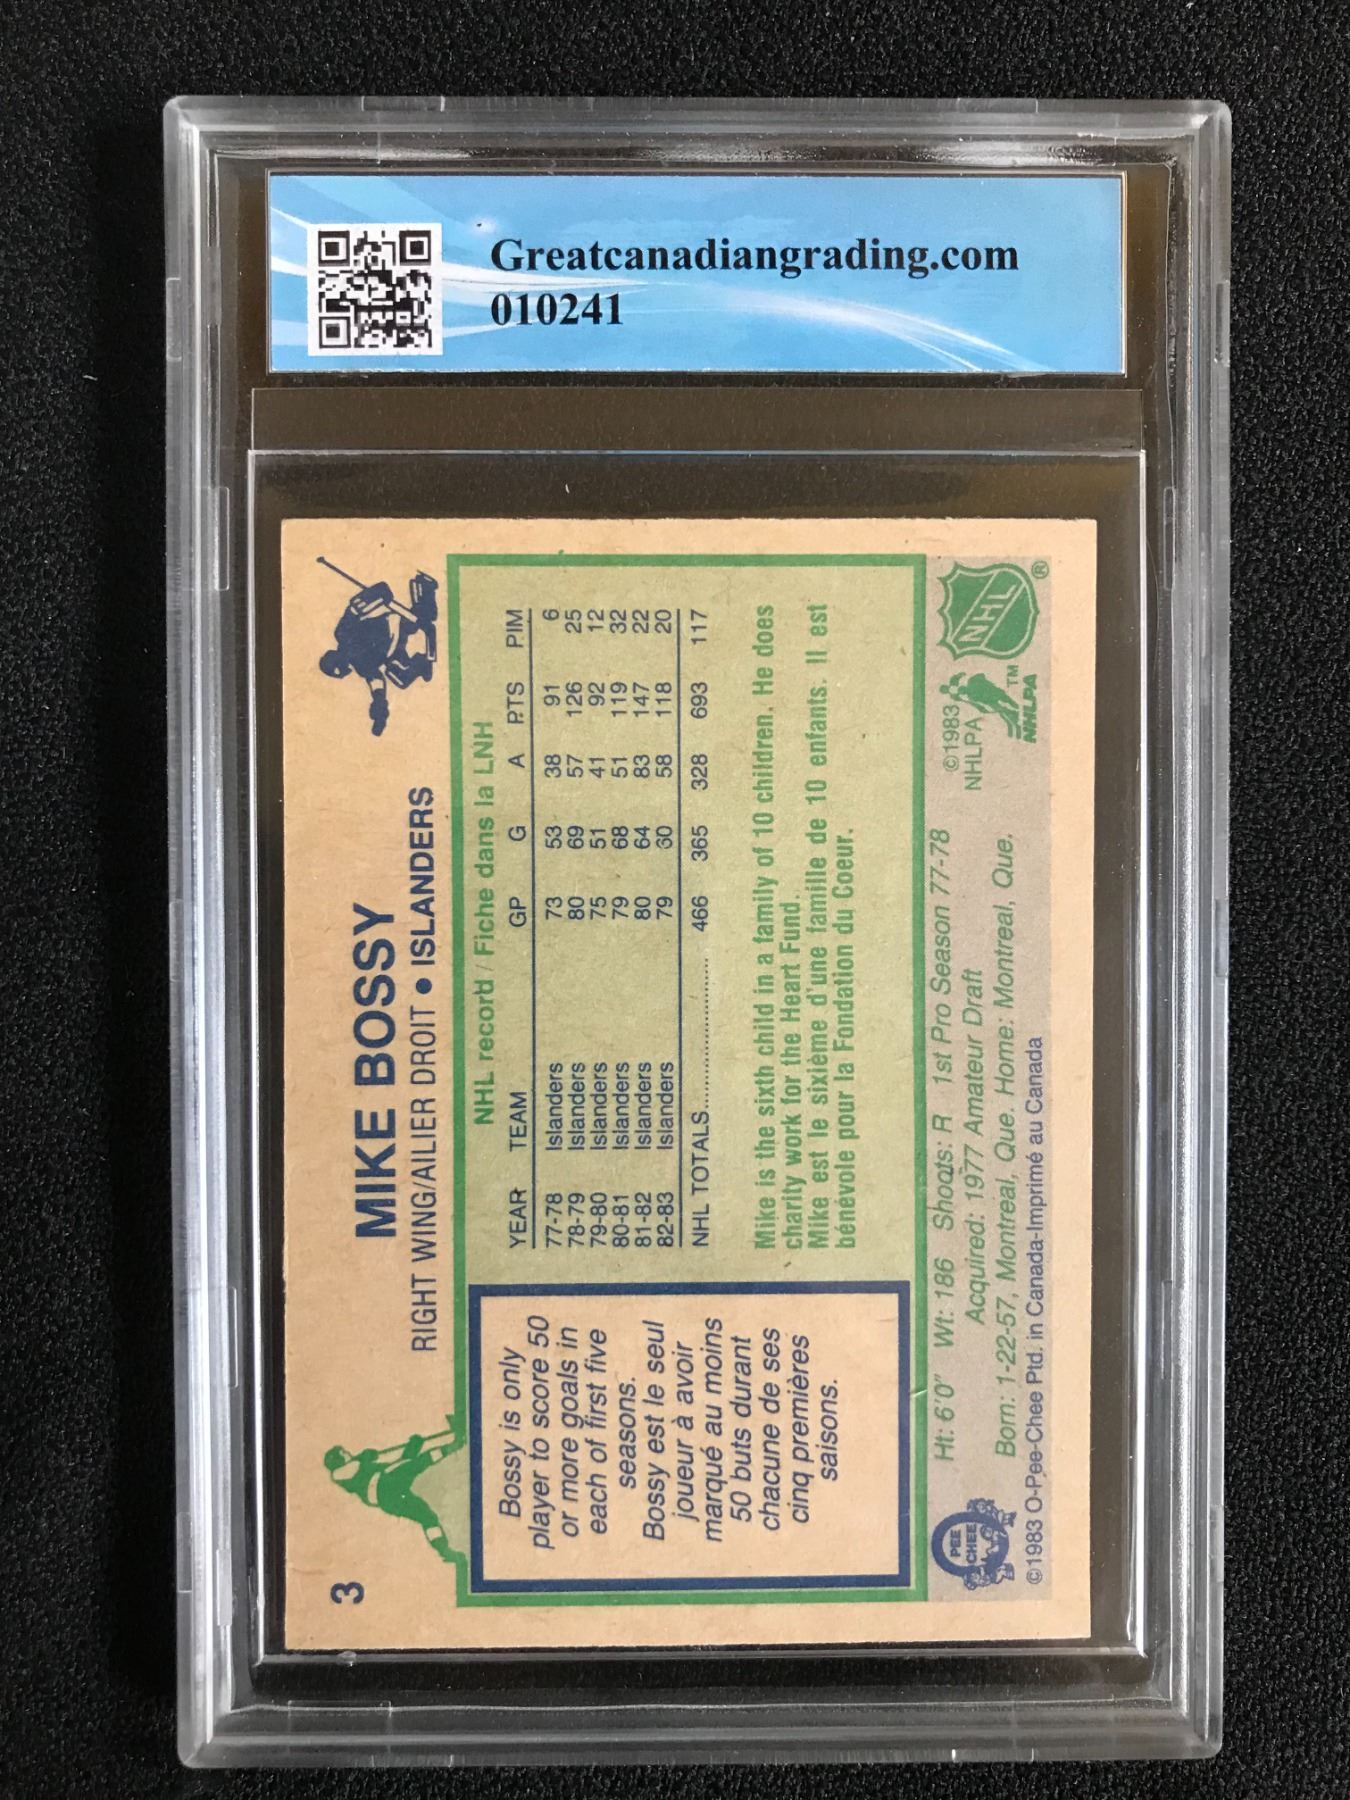 Greatcanadiangrading.com
010241
3
MIKE BOSSY
RIGHT WING/AILIER DROIT • ISLANDERS
Bossy is only
player to score 50
or more goals in
each of first five
seasons.
Bossy est le seul
joueur à avoir
marqué au moins
50 buts durant
chacune de ses
cinq premières
saisons.
NHL record / Fiche dans la LNH
YEAR TEAM GP G A PTS PIM
77-78 Islanders 73 53 38 91 6
78-79 Islanders 80 69 57 126 25
79-80 Islanders 75 51 41 92 12
80-81 Islanders 79 68 51 119 32
81-82 Islanders 80 64 83 147 22
82-83 Islanders 79 60 58 118 20
NHL TOTALS.................... 466 365 328 693 117
Mike is the sixth child in a family of 10 children. He does
charity work for the Heart Fund.
Mike est le sixième d'une famille de 10 enfants. Il est
bénévole pour la Fondation du Coeur.
Ht: 6'0" Wt: 186 Shoots: R 1st Pro Season 77-78
Acquired: 1977 Amateur Draft
Born: 1-22-57, Montreal, Que. Home: Montreal, Que.
©1983 O-Pee-Chee Ptd. in Canada-Imprimé au Canada
O
PEE
CHEE
©1983
NHLPA
NHLPA
TM
NHL
®